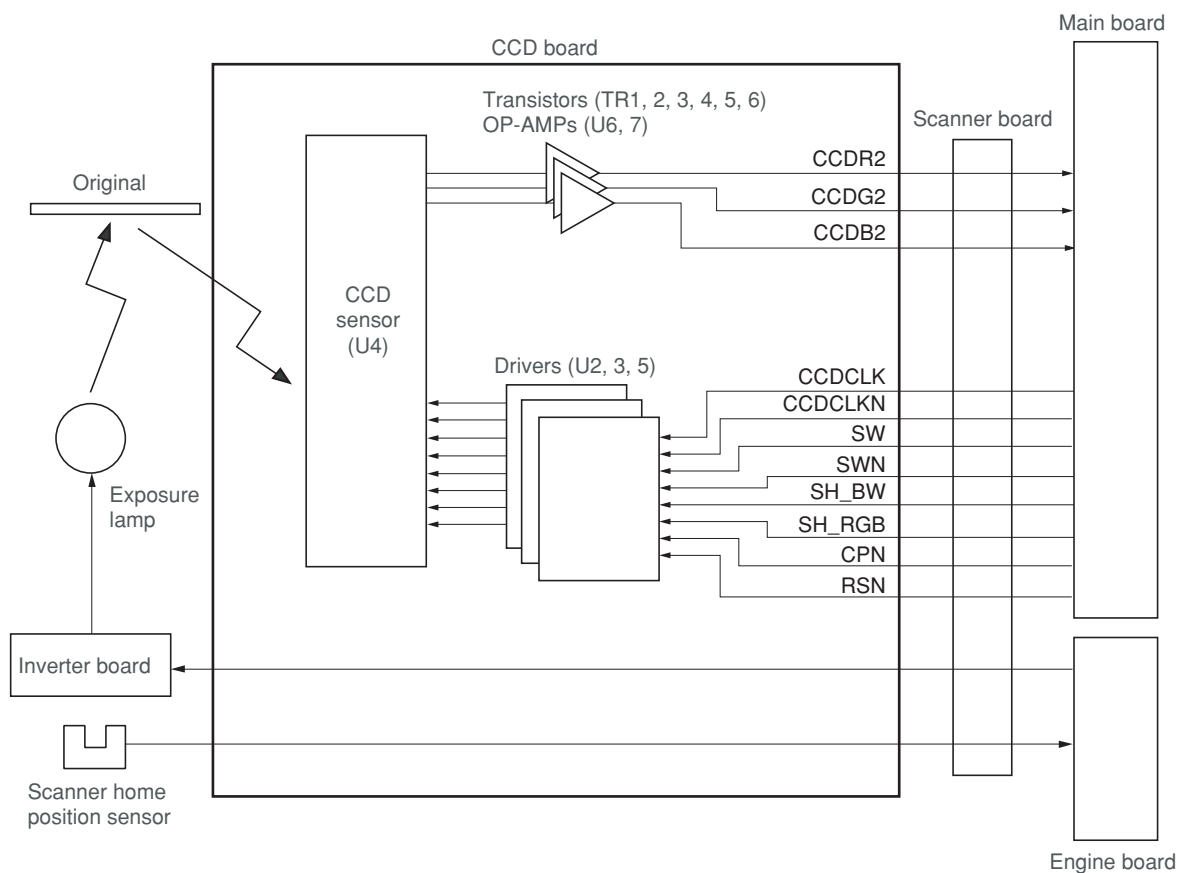 Main board
CCD board
Transistors (TR1, 2, 3, 4, 5, 6)
OP-AMPs (U6, 7)
Scanner board
CCDR2
Original
CCDG2
CCDB2
CCD
sensor
(U4)
Drivers (U2, 3, 5)
CCDCLK
CCDCLKN
SW
SWN
SH_BW
SH_RGB
CPN
RSN
Exposure
lamp
Inverter board
Scanner home
position sensor
Engine board